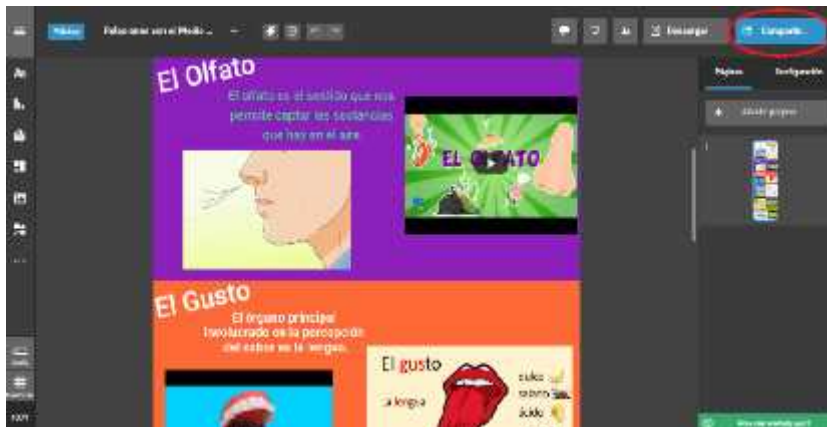 Público
Descargar
Compartir...
Páginas
Configuración
El Olfato
El olfato es el sentido que nos
permite captar las sustancias
que hay en el aire.
EL OLFATO
El Gusto
El órgano principal
involucrado en la percepción
del sabor es la lengua.
El gusto
La lengua
dulce
salado
ácido